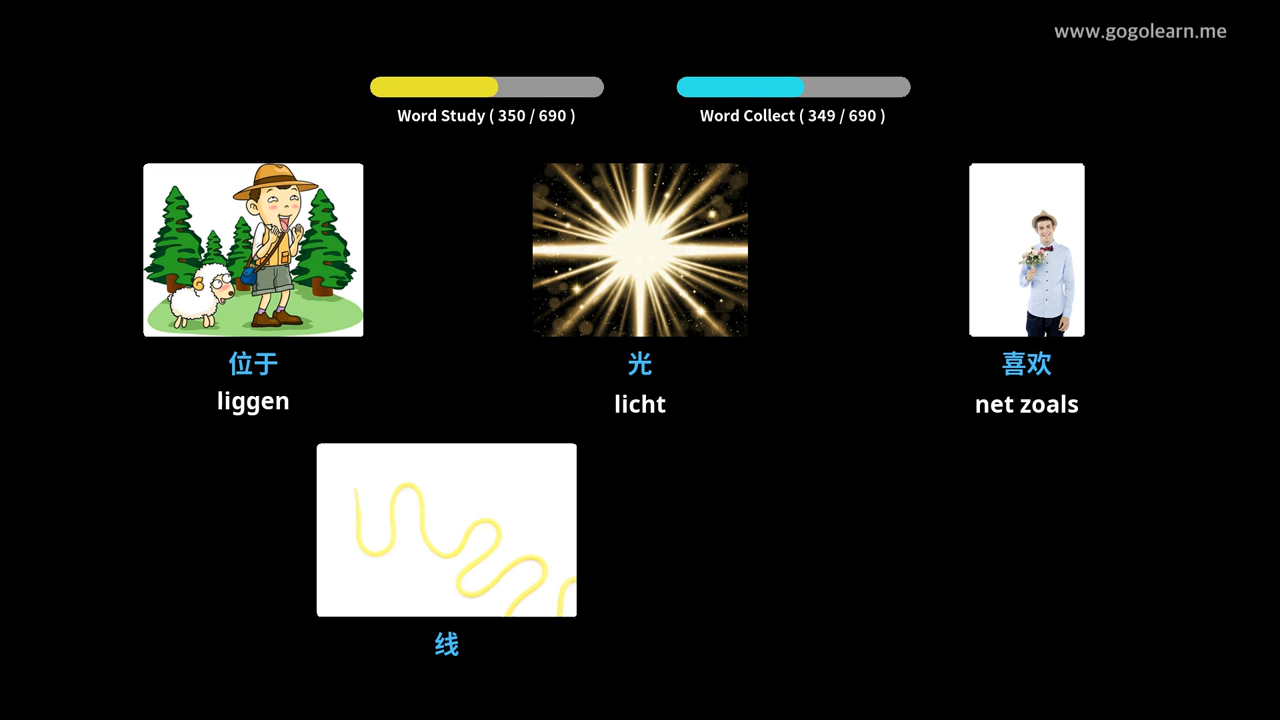 www.gogolearn.me
Word Study ( 350 / 690 )
Word Collect ( 349 / 690 )
位于
liggen
光
licht
喜欢
net zoals
线